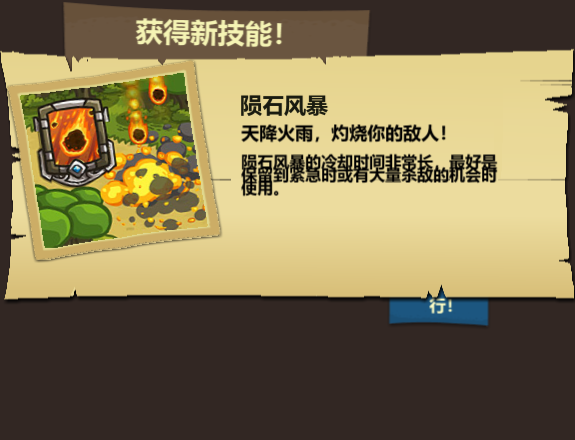 获得新技能！
陨石风暴
天降火雨，灼烧你的敌人！
陨石风暴的冷却时间非常长，最好是
保留到紧急时或有大量杀敌的机会时
使用。
行！